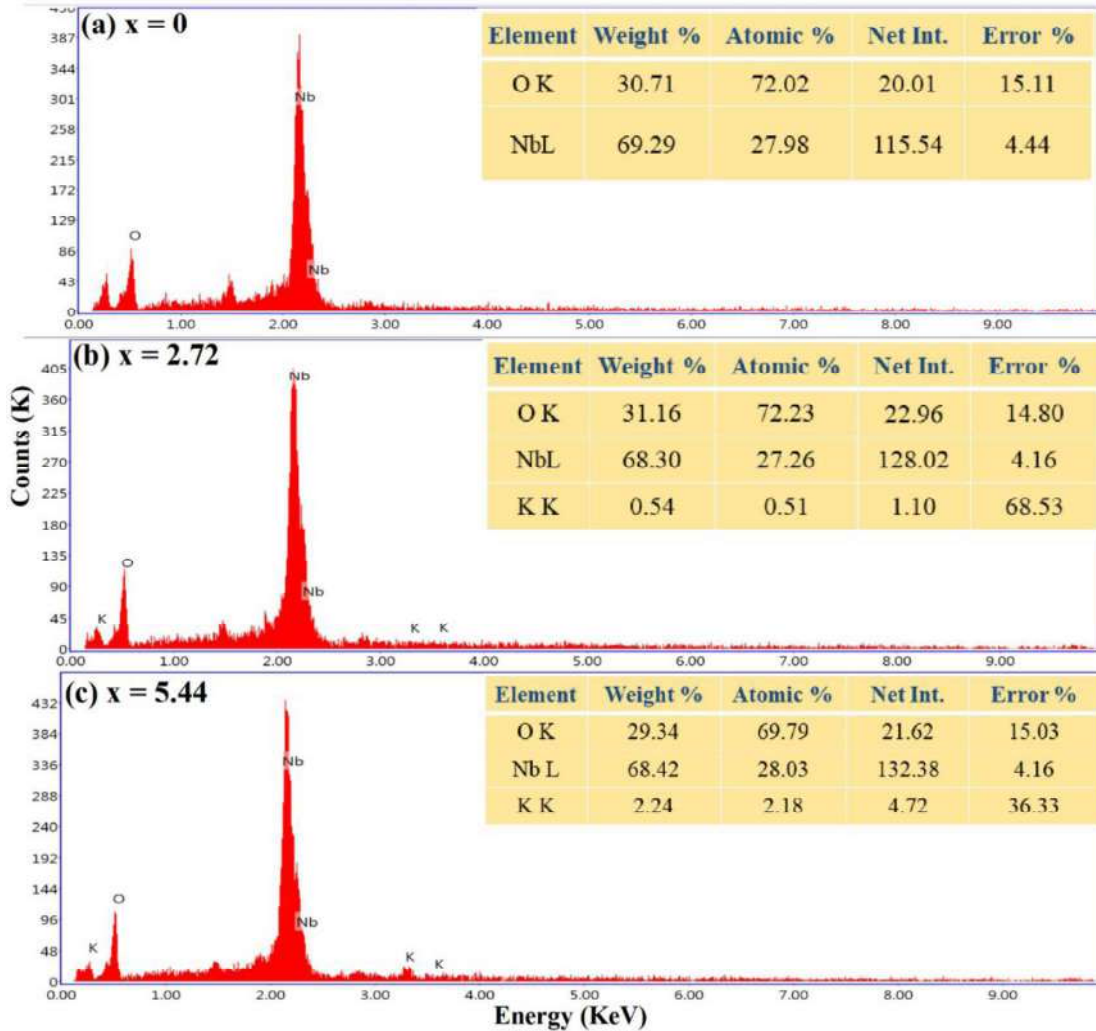 (a) x = 0
Element Weight % Atomic % Net Int. Error %
O K 30.71 72.02 20.01 15.11
NbL 69.29 27.98 115.54 4.44
387
344
301
258
215
172
129
86
43
0
Nb
O
Nb
0.00 1.00 2.00 3.00 4.00 5.00 6.00 7.00 8.00 9.00
(b) x = 2.72
Element Weight % Atomic % Net Int. Error %
O K 31.16 72.23 22.96 14.80
NbL 68.30 27.26 128.02 4.16
K K 0.54 0.51 1.10 68.53
405
360
315
270
225
180
135
90
45
0
Nb
O
Nb
K
K K
0.00 1.00 2.00 3.00 4.00 5.00 6.00 7.00 8.00 9.00
Counts (K)
(c) x = 5.44
Element Weight % Atomic % Net Int. Error %
O K 29.34 69.79 21.62 15.03
Nb L 68.42 28.03 132.38 4.16
K K 2.24 2.18 4.72 36.33
432
384
336
288
240
192
144
96
48
0
Nb
O
Nb
K
K K
0.00 1.00 2.00 3.00 4.00 5.00 6.00 7.00 8.00 9.00
Energy (KeV)